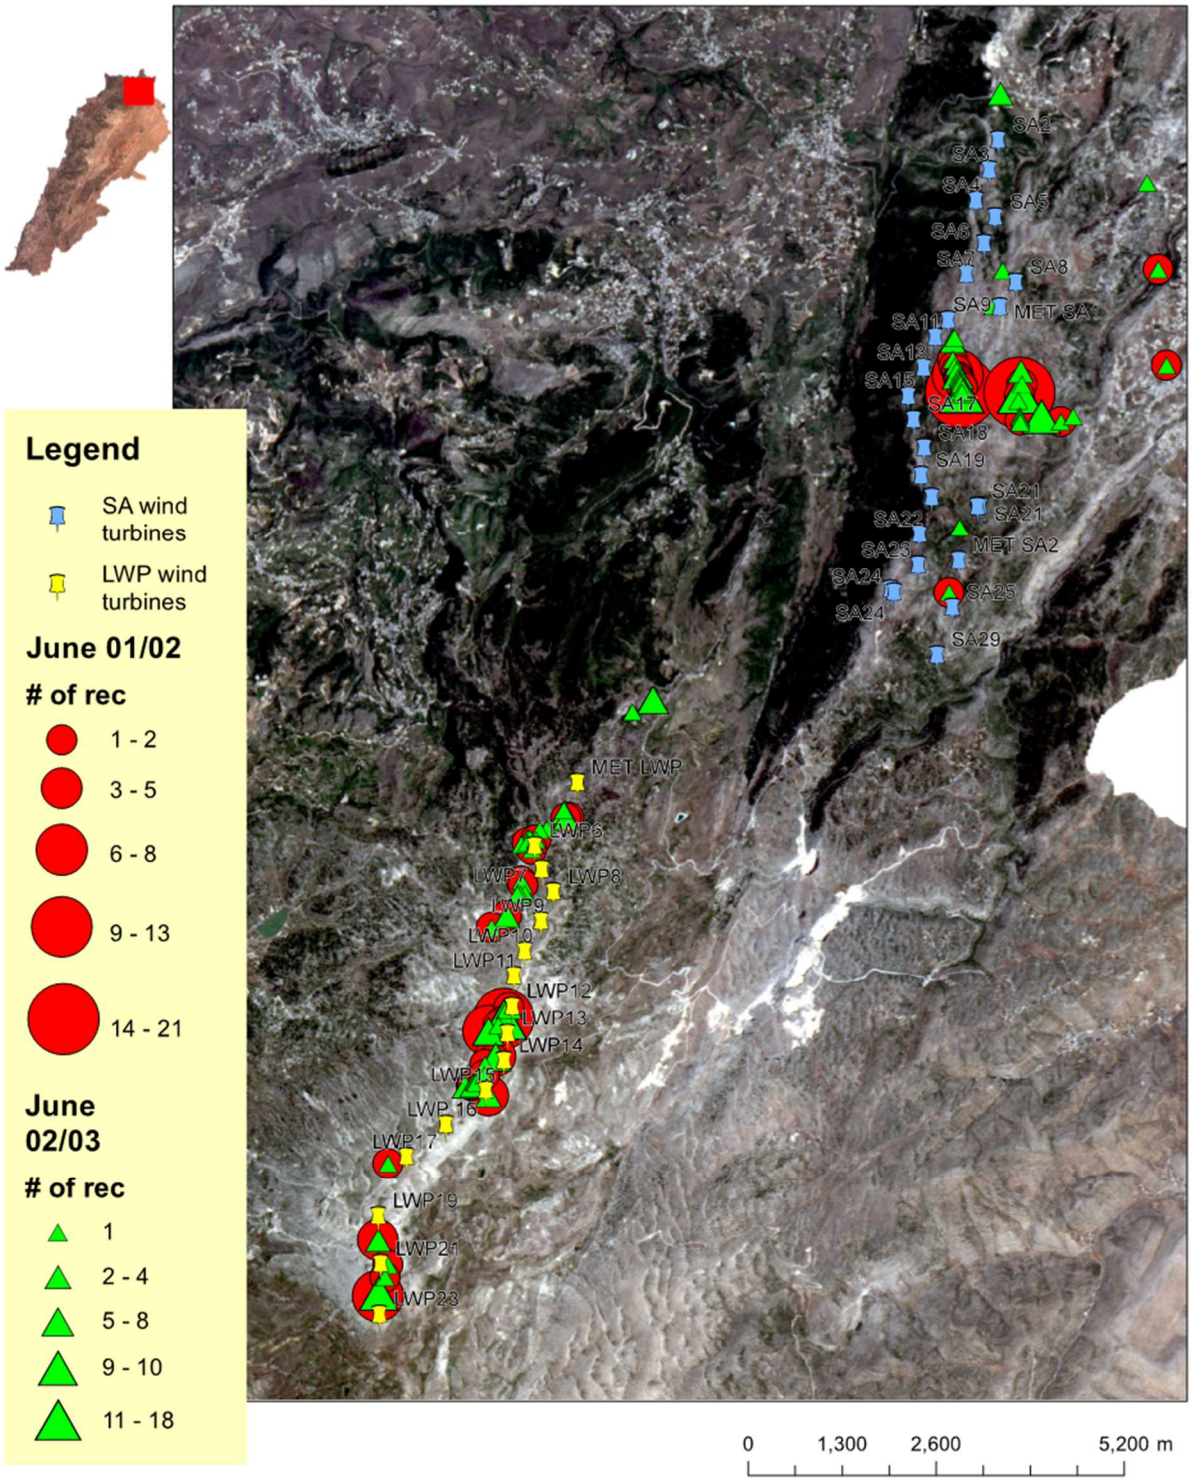 SA2
SA3
SA4
SA5
SA6
SA7
SA8
SA9
MET SA1
SA11
SA13
SA15
SA17
SA18
SA19
SA21
SA21
SA22
MET SA2
SA23
SA24
SA25
SA24
SA29
MET LWP
LWP6
LWP7
LWP8
LWP9
LWP10
LWP11
LWP12
LWP13
LWP14
LWP15
LWP 16
LWP17
LWP19
LWP21
LWP23
Legend
SA wind
turbines
LWP wind
turbines
June 01/02
# of rec
1 - 2
3 - 5
6 - 8
9 - 13
14 - 21
June
02/03
# of rec
1
2 - 4
5 - 8
9 - 10
11 - 18
0 1,300 2,600 5,200 m